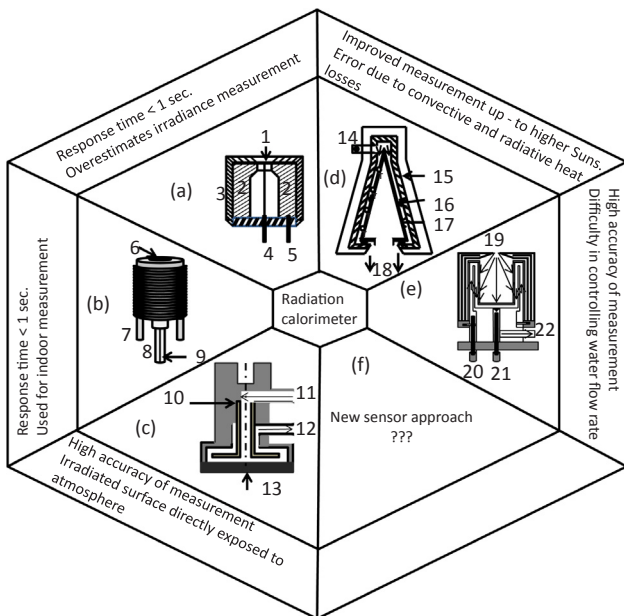 Response time < 1 sec.
Overestimates irradiance measurement
Improved measurement up - to higher Suns.
Error due to convective and radiative heat
losses
(a)
1
2
2
3
4
5
(d)
14
15
16
17
18
High accuracy of measurement
Difficulty in controlling water flow rate
(e)
19
20
21
22
Response time < 1 sec.
Used for indoor measurement
(b)
6
7
8
9
Radiation
calorimeter
(c)
10
11
12
13
High accuracy of measurement
Irradiated surface directly exposed to
atmosphere
(f)
New sensor approach
???